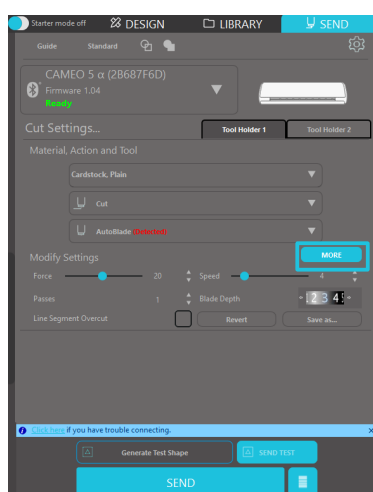 Starter mode off DESIGN LIBRARY SEND
Guide Standard
CAMEO 5 α (2B687F6D)
Firmware 1.04
Ready
Cut Settings... Tool Holder 1 Tool Holder 2
Material, Action and Tool
Cardstock, Plain
Cut
AutoBlade (Detected)
Modify Settings MORE
Force 20 Speed 4
Passes 1 Blade Depth 2 3 4
Line Segment Overcut Revert Save as...
Click here if you have trouble connecting. x
Generate Test Shape SEND TEST
SEND